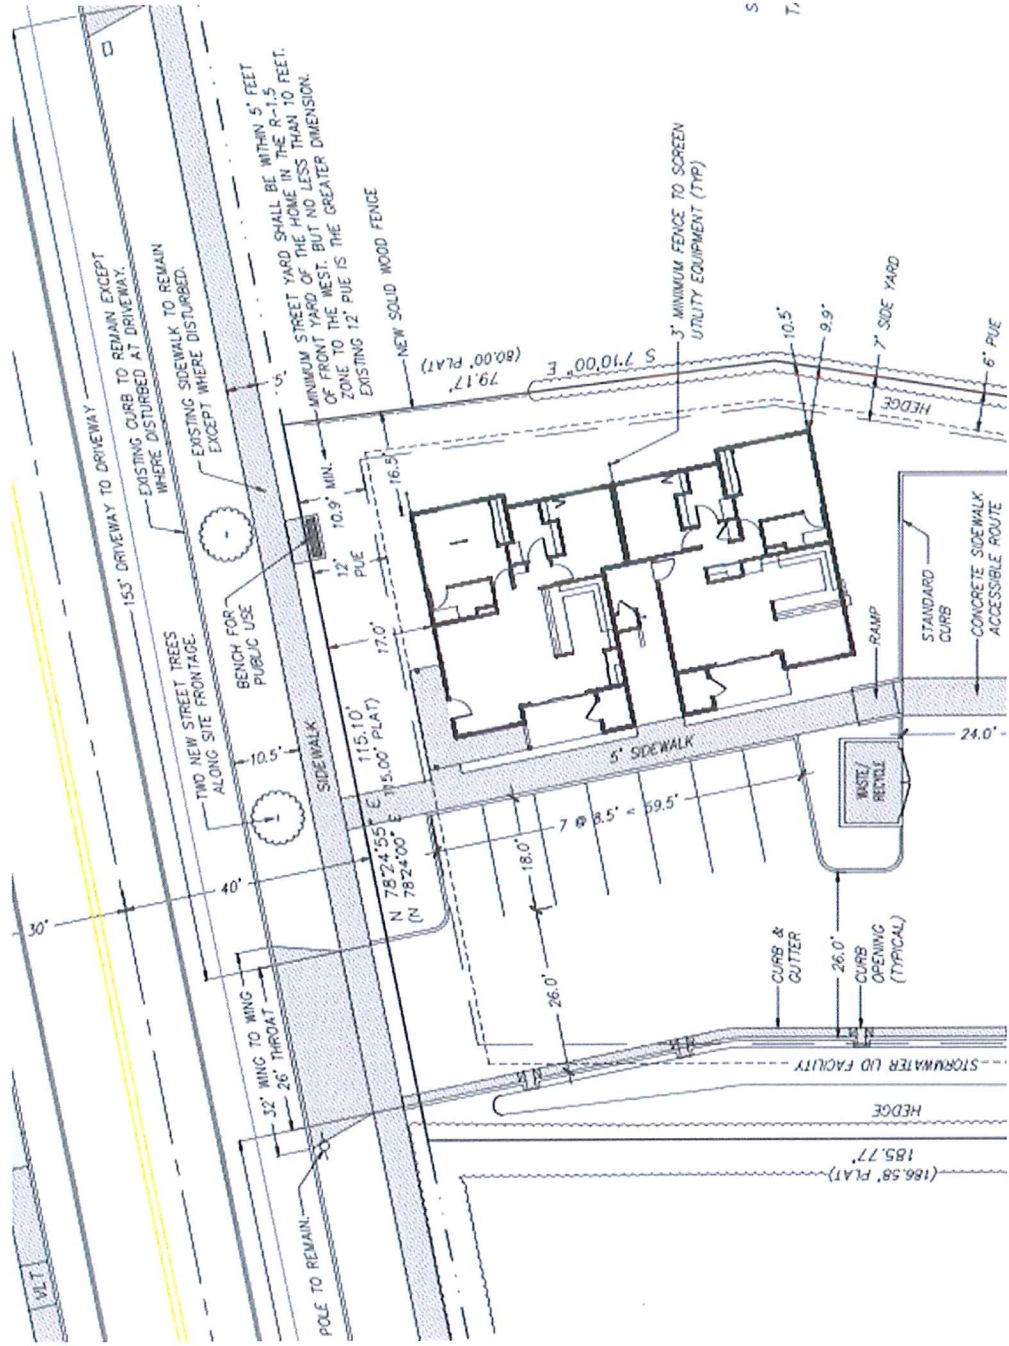 153' DRIVEWAY TO DRIVEWAY
EXISTING CURB TO REMAIN EXCEPT
WHERE DISTURBED AT DRIVEWAY.
EXISTING SIDEWALK TO REMAIN
EXCEPT WHERE DISTURBED.
TWO NEW STREET TREES
ALONG SITE FRONTAGE.
BENCH FOR
PUBLIC USE
MINIMUM STREET YARD SHALL BE WITHIN 5' FEET
OF FRONT YARD OF THE HOME IN THE R-1.5
ZONE TO THE WEST. BUT NO LESS THAN 10 FEET.
EXISTING 12' PUE IS THE GREATER DIMENSION.
NEW SOLID WOOD FENCE
5'
10.9' MIN.
12'
PUE
16.5'
17.0'
10.5'
SIDEWALK
40'
30'
115.10'
(115.00' PLAT)
N 78°24'55" E
(N 78°24'00" E
S 7°10'00" E
79.17'
(80.00' PLAT)
3' MINIMUM FENCE TO SCREEN
UTILITY EQUIPMENT (TYP)
10.5'
9.9'
7' SIDE YARD
6' PUE
HEDGE
STANDARD
CURB
CONCRETE SIDEWALK
ACCESSIBLE ROUTE
RAMP
5' SIDEWALK
24.0'
WASTE/
RECYCLE
7 @ 8.5' = 59.5'
18.0'
26.0'
26.0'
CURB &
GUTTER
CURB
OPENING
(TYPICAL)
STORMWATER LID FACILITY
HEDGE
185.77'
(186.58' PLAT)
32' WING TO WING
26' THROAT
POLE TO REMAIN.
VLT
S